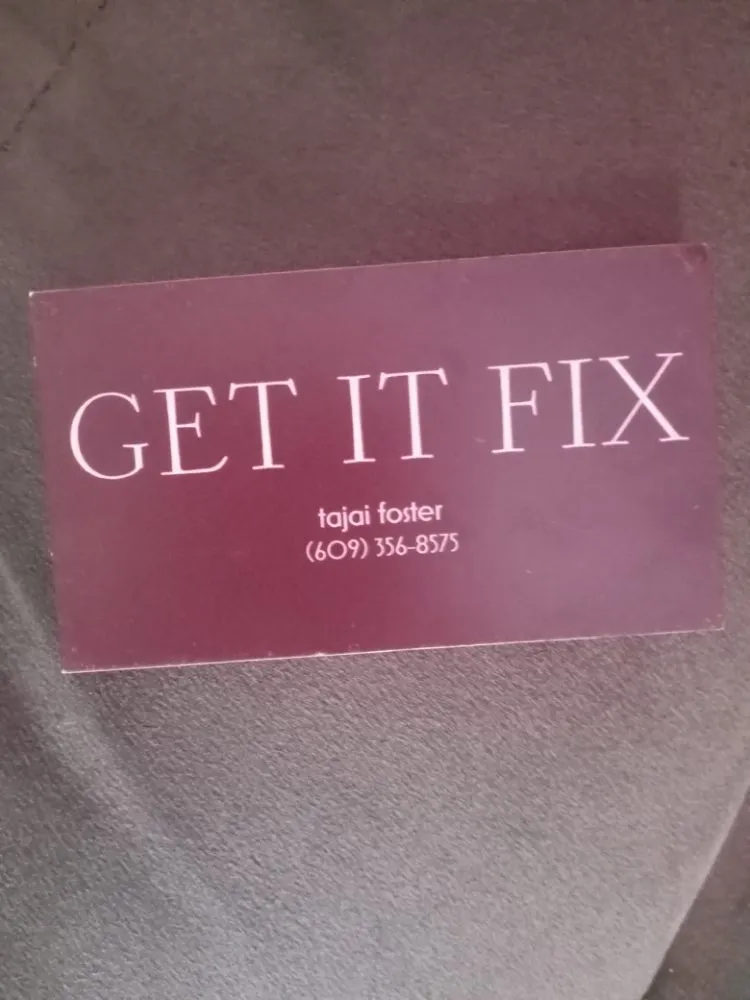 GET IT FIX
tajai foster
(609) 356-8575